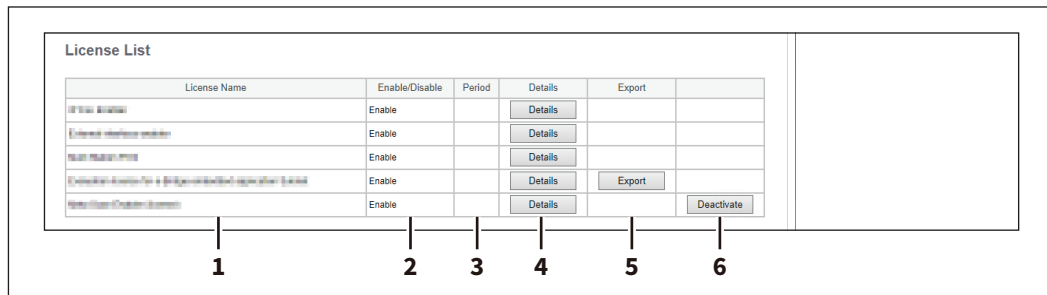 License List
License Name Enable/Disable Period Details Export
Enable Details
Enable Details
Enable Details
Enable Details Export
Enable Details Deactivate
1 2 3 4 5 6